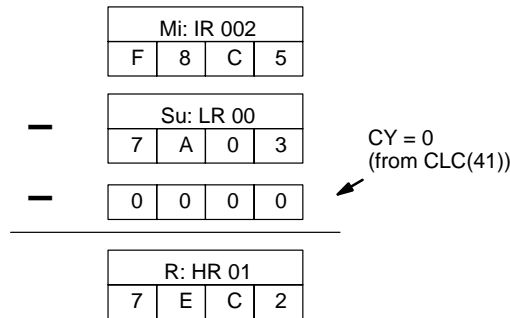 Mi: IR 002
F 8 C 5
Su: LR 00
– 7 A 0 3
CY = 0
(from CLC(41))
– 0 0 0 0
R: HR 01
7 E C 2